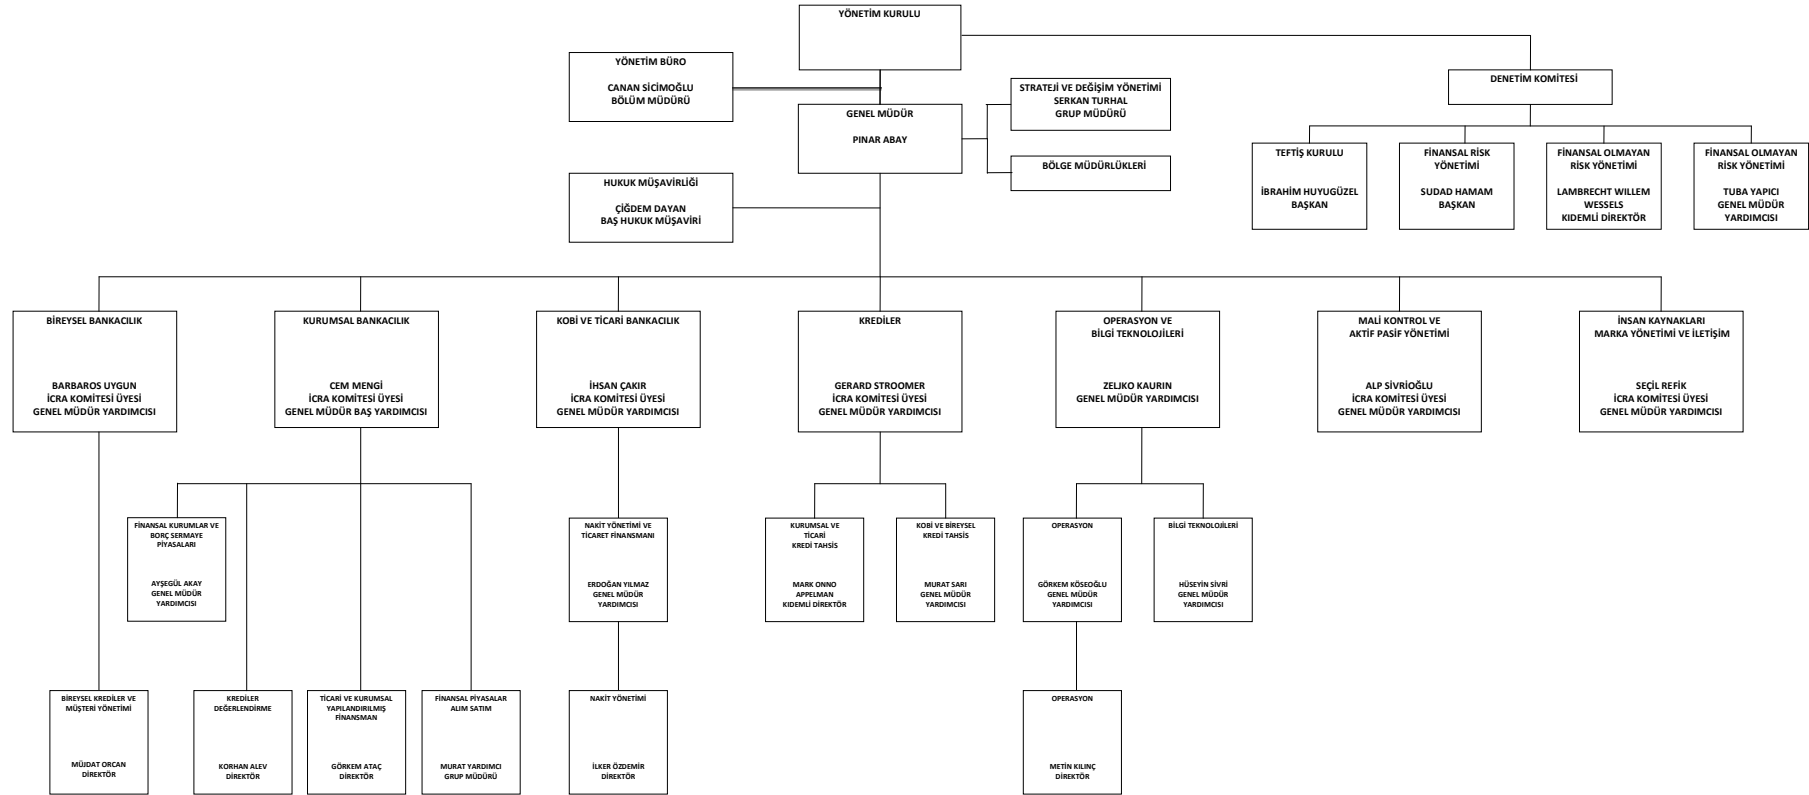 YÖNETİM KURULU
YÖNETİM BÜRO
CANAN SİCİMOĞLU
BÖLÜM MÜDÜRÜ
DENETİM KOMİTESİ
STRATEJİ VE DEĞİŞİM YÖNETİMİ
SERKAN TURHAL
GRUP MÜDÜRÜ
GENEL MÜDÜR
PINAR ABAY
BÖLGE MÜDÜRLÜKLERİ
HUKUK MÜŞAVİRLİĞİ
ÇİĞDEM DAYAN
BAŞ HUKUK MÜŞAVİRİ
TEFTİŞ KURULU
İBRAHİM HUYUGÜZEL
BAŞKAN
FİNANSAL RİSK
YÖNETİMİ
SUDAD HAMAM
BAŞKAN
FİNANSAL OLMAYAN
RİSK YÖNETİMİ
LAMBRECHT WILLEM
WESSELS
KIDEMLİ DİREKTÖR
FİNANSAL OLMAYAN
RİSK YÖNETİMİ
TUBA YAPICI
GENEL MÜDÜR
YARDIMCISI
BİREYSEL BANKACILIK
BARBAROS UYGUN
İCRA KOMİTESİ ÜYESİ
GENEL MÜDÜR YARDIMCISI
KURUMSAL BANKACILIK
CEM MENGİ
İCRA KOMİTESİ ÜYESİ
GENEL MÜDÜR BAŞ YARDIMCISI
KOBİ VE TİCARİ BANKACILIK
İHSAN ÇAKIR
İCRA KOMİTESİ ÜYESİ
GENEL MÜDÜR YARDIMCISI
KREDİLER
GERARD STROOMER
İCRA KOMİTESİ ÜYESİ
GENEL MÜDÜR YARDIMCISI
OPERASYON VE
BİLGİ TEKNOLOJİLERİ
ZELJKO KAURIN
GENEL MÜDÜR YARDIMCISI
MALİ KONTROL VE
AKTİF PASİF YÖNETİMİ
ALP SİVRİOĞLU
İCRA KOMİTESİ ÜYESİ
GENEL MÜDÜR YARDIMCISI
İNSAN KAYNAKLARI
MARKA YÖNETİMİ VE İLETİŞİM
SEÇİL REFİK
İCRA KOMİTESİ ÜYESİ
GENEL MÜDÜR YARDIMCISI
FİNANSAL KURUMLAR VE
BORÇ SERMAYE
PİYASALARI
AYŞEGÜL AKAY
GENEL MÜDÜR
YARDIMCISI
NAKİT YÖNETİMİ VE
TİCARET FİNANSMANI
ERDOĞAN YILMAZ
GENEL MÜDÜR
YARDIMCISI
KURUMSAL VE
TİCARİ
KREDİ TAHSİS
MARK ONNO
APPELMAN
KIDEMLİ DİREKTÖR
KOBİ VE BİREYSEL
KREDİ TAHSİS
MURAT SARI
GENEL MÜDÜR
YARDIMCISI
OPERASYON
GÖRKEM KÖSEOĞLU
GENEL MÜDÜR
YARDIMCISI
BİLGİ TEKNOLOJİLERİ
HÜSEYİN SİVRİ
GENEL MÜDÜR
YARDIMCISI
BİREYSEL KREDİLER VE
MÜŞTERİ YÖNETİMİ
MÜJDAT ORCAN
DİREKTÖR
KREDİLER
DEĞERLENDİRME
KORHAN ALEV
DİREKTÖR
TİCARİ VE KURUMSAL
YAPILANDIRILMIŞ
FİNANSMAN
GÖRKEM ATAÇ
DİREKTÖR
FİNANSAL PİYASALAR
ALIM SATIM
MURAT YARDIMCI
GRUP MÜDÜRÜ
NAKİT YÖNETİMİ
İLKER ÖZDEMİR
DİREKTÖR
OPERASYON
METİN KILINÇ
DİREKTÖR